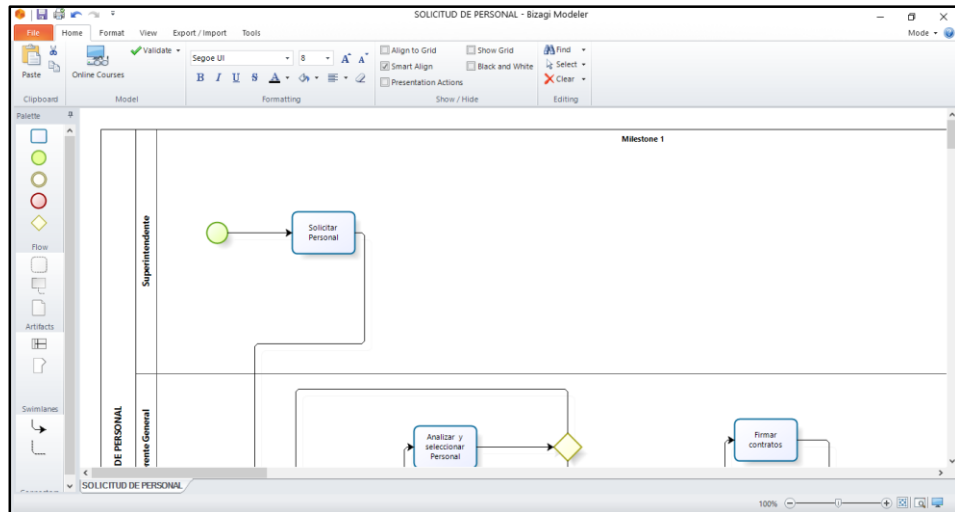 SOLICITUD DE PERSONAL - Bizagi Modeler
File Home Format View Export / Import Tools Mode
Paste
Online Courses
Validate
Segoe UI 8 A A
B I U S A
Align to Grid Show Grid
Smart Align Black and White
Presentation Actions
Find
Select
Clear
Clipboard Model Formatting Show / Hide Editing
Palette
Flow
Artifacts
Swimlanes
Milestone 1
Superintendente
Solicitar
Personal
DE PERSONAL
erente General
Analizar y
seleccionar
Personal
Firmar
contratos
SOLICITUD DE PERSONAL
100%